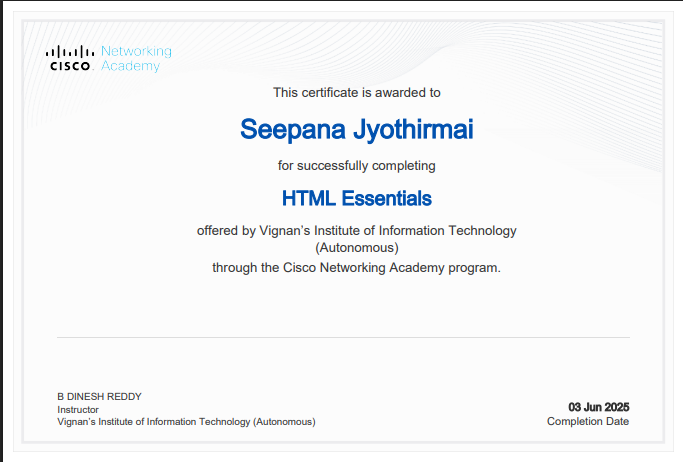 Networking
CISCO Academy
This certificate is awarded to
Seepana Jyothirmai
for successfully completing
HTML Essentials
offered by Vignan's Institute of Information Technology
(Autonomous)
through the Cisco Networking Academy program.
B DINESH REDDY
Instructor
Vignan's Institute of Information Technology (Autonomous)
03 Jun 2025
Completion Date